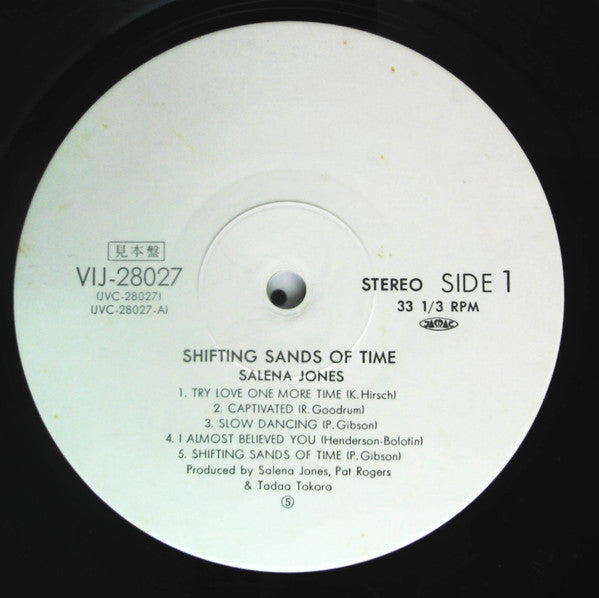 見本盤
VIJ-28027
(JVC-28027)
(JVC-28027-A)
STEREO SIDE 1
33 1/3 RPM
JASRAC
SHIFTING SANDS OF TIME
SALENA JONES
1. TRY LOVE ONE MORE TIME (K. Hirsch)
2. CAPTIVATED (R. Goodrum)
3. SLOW DANCING (P. Gibson)
4. I ALMOST BELIEVED YOU (Henderson-Bolotin)
5. SHIFTING SANDS OF TIME (P. Gibson)
Produced by Salena Jones, Pat Rogers
& Tadao Tokoro
⑤